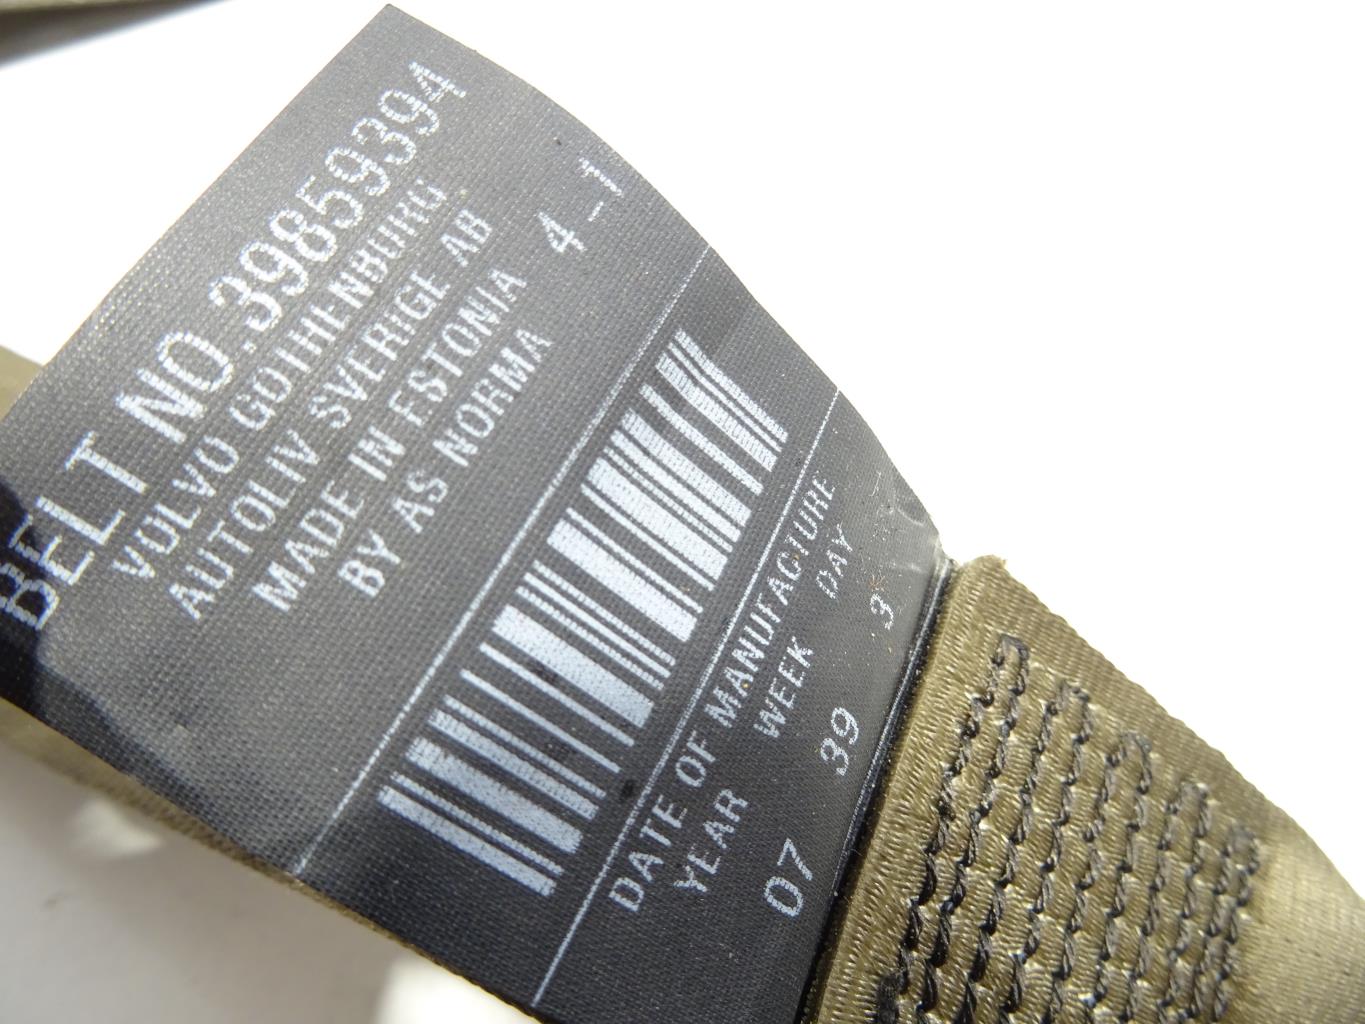 BELT NO.39859394
VOLVO GOTHENBURG
AUTOLIV SVERIGE AB
MADE IN ESTONIA
BY AS NORMA
4-1
DATE OF MANUFACTURE
YEAR WEEK DAY
07 39 3